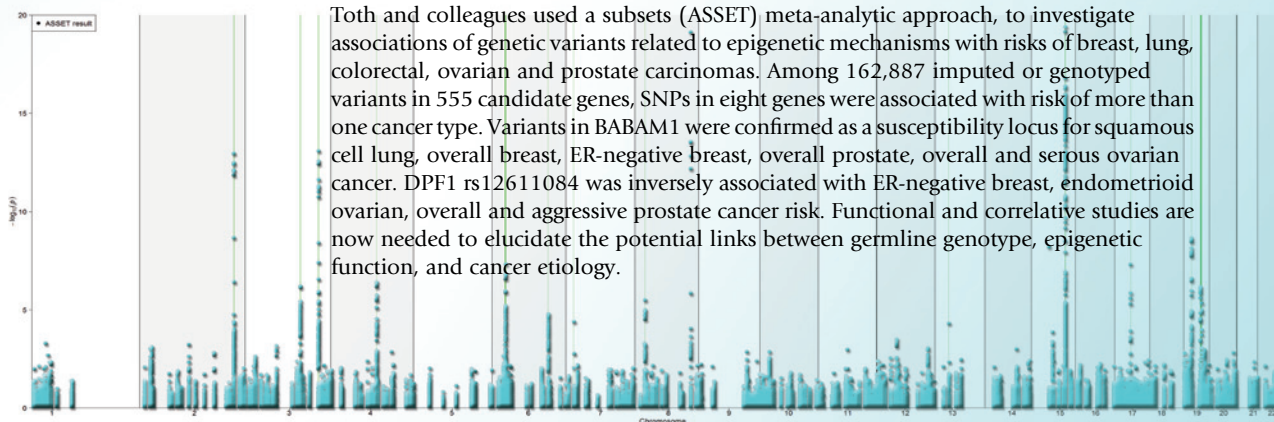 20
ASSET result
Toth and colleagues used a subsets (ASSET) meta-analytic approach, to investigate
associations of genetic variants related to epigenetic mechanisms with risks of breast, lung,
colorectal, ovarian and prostate carcinomas. Among 162,887 imputed or genotyped
variants in 555 candidate genes, SNPs in eight genes were associated with risk of more than
one cancer type. Variants in BABAM1 were confirmed as a susceptibility locus for squamous
cell lung, overall breast, ER-negative breast, overall prostate, overall and serous ovarian
cancer. DPF1 rs12611084 was inversely associated with ER-negative breast, endometrioid
ovarian, overall and aggressive prostate cancer risk. Functional and correlative studies are
now needed to elucidate the potential links between germline genotype, epigenetic
function, and cancer etiology.
15
-log10(p)
10
5
0
1 2 3 4 5 6 7 8 9 10 11 12 13 14 15 16 17 18 19 20 21 22
Chromosome